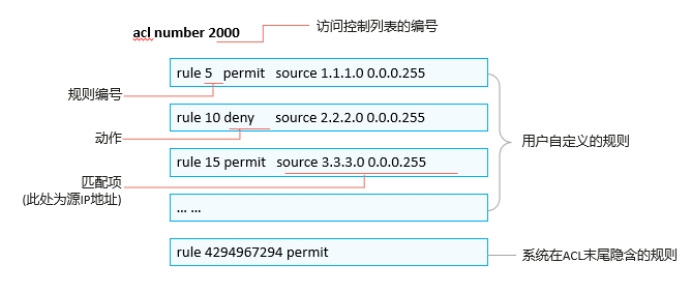 acl number 2000
访问控制列表的编号
rule 5 permit source 1.1.1.0 0.0.0.255
规则编号
rule 10 deny source 2.2.2.0 0.0.0.255
动作
用户自定义的规则
rule 15 permit source 3.3.3.0 0.0.0.255
匹配项
(此处为源IP地址)
... ...
rule 4294967294 permit
系统在ACL末尾隐含的规则